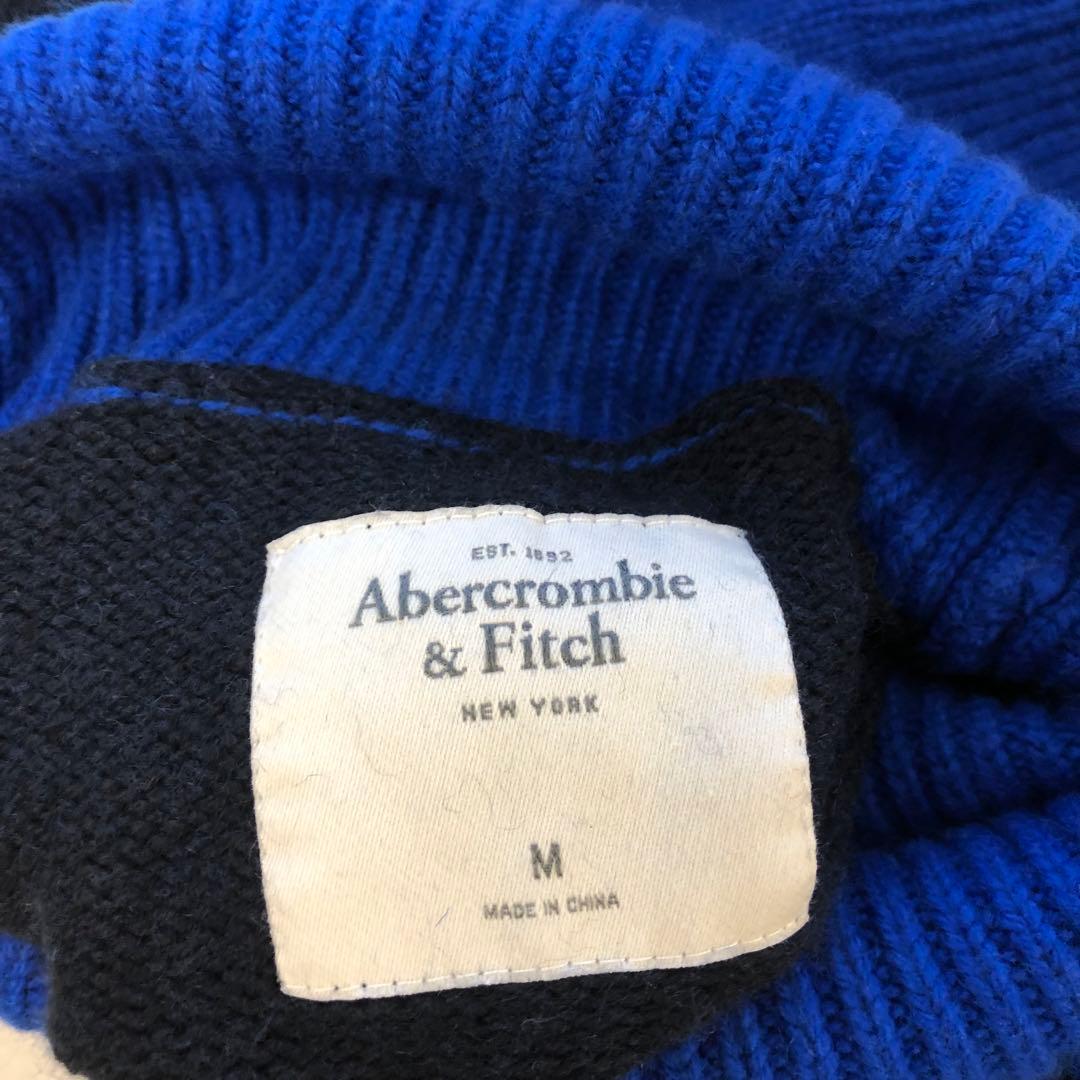 EST. 1892
Abercrombie
& Fitch
NEW YORK
M
MADE IN CHINA